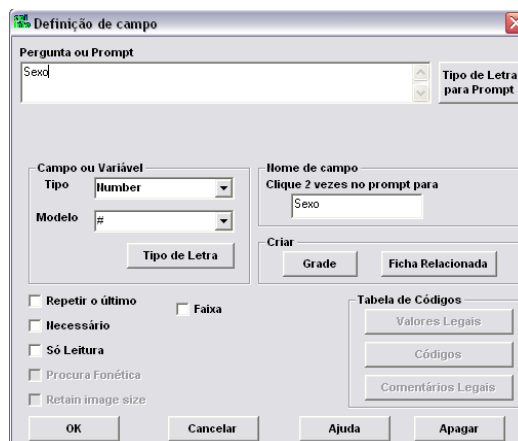 Definição de campo
Pergunta ou Prompt
Sexo
Tipo de Letra
para Prompt
Campo ou Variável
Tipo
Number
Modelo
#
Tipo de Letra
Nome de campo
Clique 2 vezes no prompt para
Sexo
Criar
Grade
Ficha Relacionada
Repetir o último
Faixa
Necessário
Só Leitura
Procura Fonética
Retain image size
Tabela de Códigos
Valores Legais
Códigos
Comentários Legais
OK
Cancelar
Ajuda
Apagar